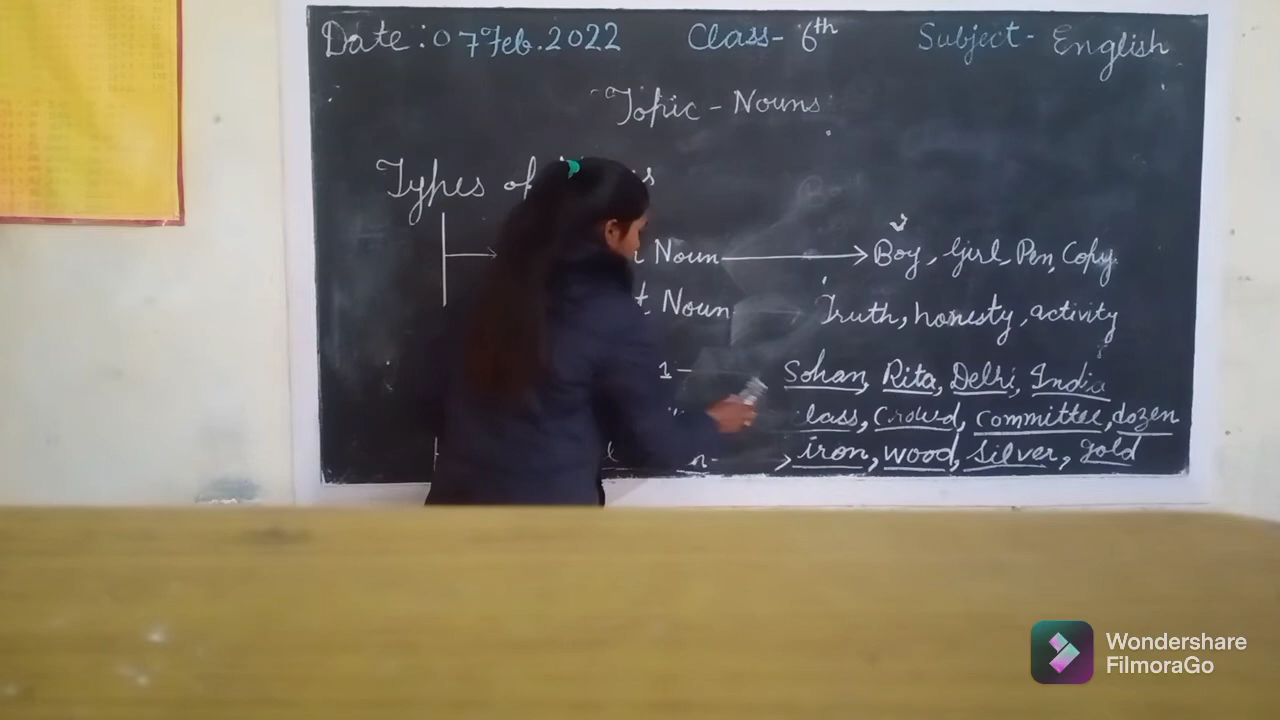 Date: 07 Feb. 2022 Class- 6th Subject- English
Topic - Nouns
Types of
Noun → Boy, Girl, Pen, Copy
Noun Truth, honesty, activity
Sohan, Rita, Delhi, India
class, crowd, committee, dozen
iron, wood, silver, gold
Wondershare
FilmoraGo